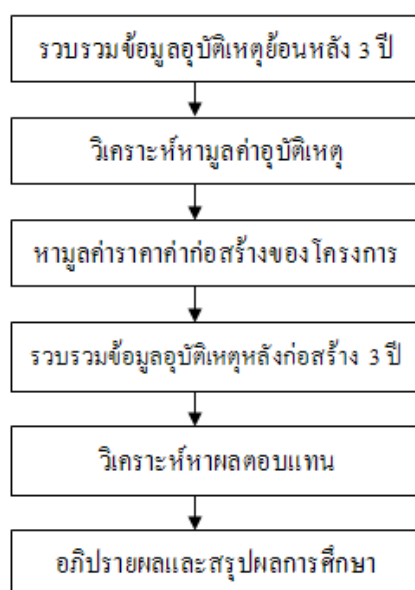 รวบรวมข้อมูลอุบัติเหตุย้อนหลัง 3 ปี
วิเคราะห์หามูลค่าอุบัติเหตุ
หามูลค่าราคาค่าก่อสร้างของโครงการ
รวบรวมข้อมูลอุบัติเหตุหลังก่อสร้าง 3 ปี
วิเคราะห์หาผลตอบแทน
อภิปรายผลและสรุปผลการศึกษา